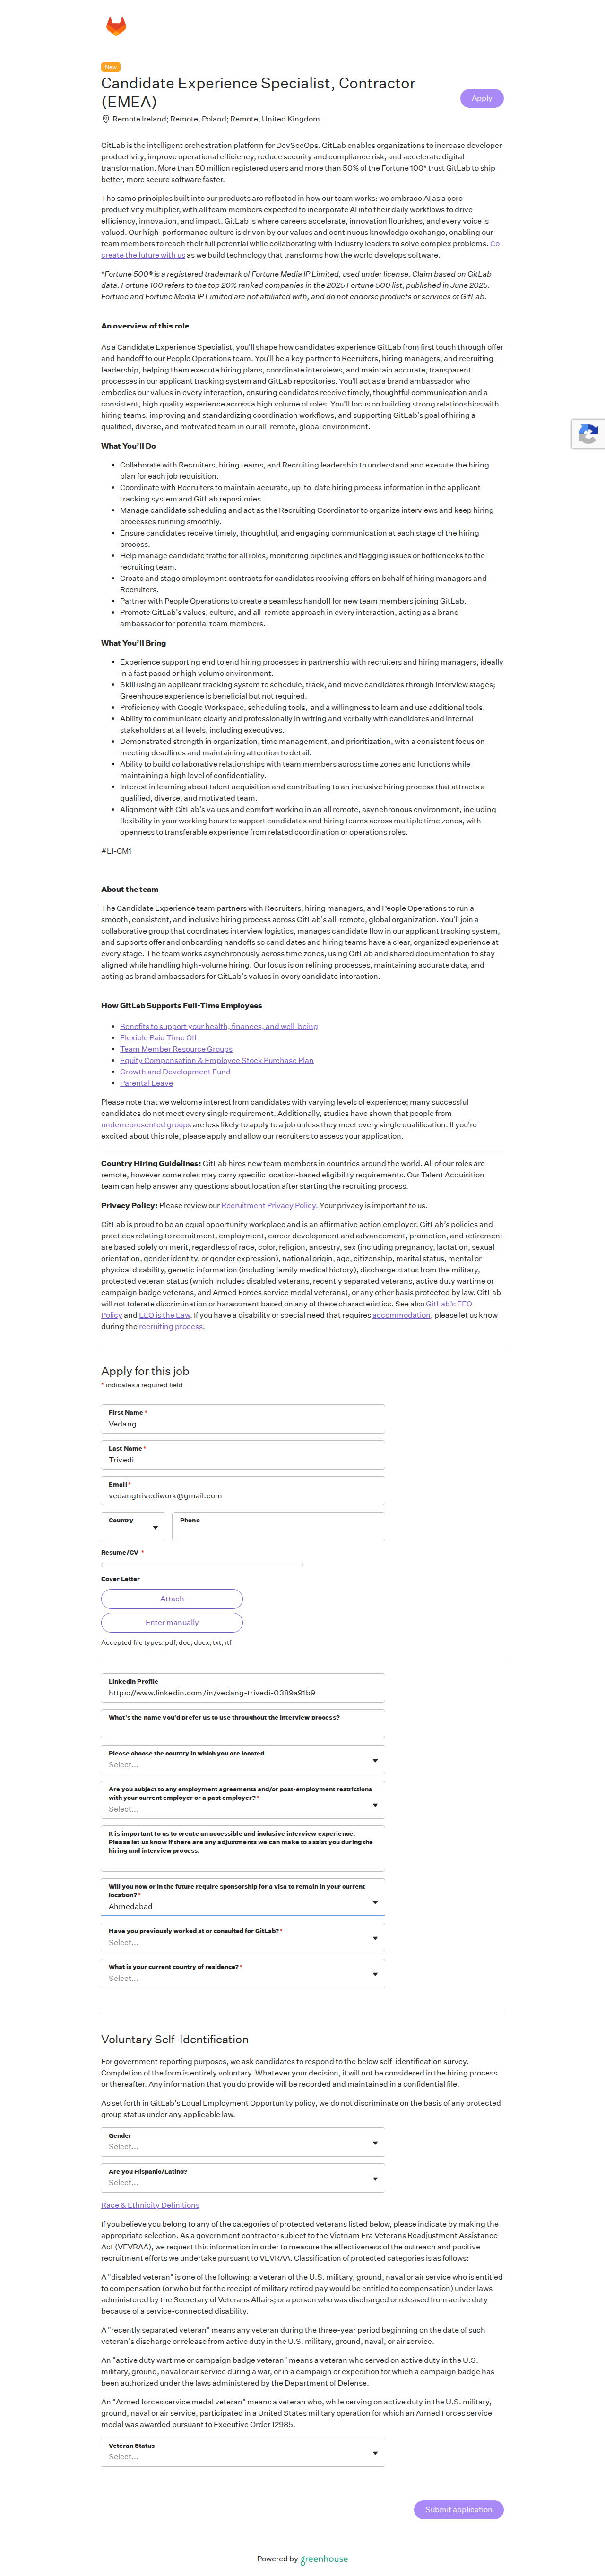 New
Candidate Experience Specialist, Contractor
(EMEA)
Apply
Remote Ireland; Remote, Poland; Remote, United Kingdom
GitLab is the intelligent orchestration platform for DevSecOps. GitLab enables organizations to increase developer
productivity, improve operational efficiency, reduce security and compliance risk, and accelerate digital
transformation. More than 50 million registered users and more than 50% of the Fortune 100* trust GitLab to ship
better, more secure software faster.
The same principles built into our products are reflected in how our team works: we embrace AI as a core
productivity multiplier, with all team members expected to incorporate AI into their daily workflows to drive
efficiency, innovation, and impact. GitLab is where careers accelerate, innovation flourishes, and every voice is
valued. Our high-performance culture is driven by our values and continuous knowledge exchange, enabling our
team members to reach their full potential while collaborating with industry leaders to solve complex problems. Co-
create the future with us as we build technology that transforms how the world develops software.
*Fortune 500® is a registered trademark of Fortune Media IP Limited, used under license. Claim based on GitLab
data. Fortune 100 refers to the top 20% ranked companies in the 2025 Fortune 500 list, published in June 2025.
Fortune and Fortune Media IP Limited are not affiliated with, and do not endorse products or services of GitLab.
An overview of this role
As a Candidate Experience Specialist, you'll shape how candidates experience GitLab from first touch through offer
and handoff to our People Operations team. You'll be a key partner to Recruiters, hiring managers, and recruiting
leadership, helping them execute hiring plans, coordinate interviews, and maintain accurate, transparent
processes in our applicant tracking system and GitLab repositories. You'll act as a brand ambassador who
embodies our values in every interaction, ensuring candidates receive timely, thoughtful communication and a
consistent, high quality experience across a high volume of roles. You'll focus on building strong relationships with
hiring teams, improving and standardizing coordination workflows, and supporting GitLab's goal of hiring a
qualified, diverse, and motivated team in our all-remote, global environment.
What You'll Do
• Collaborate with Recruiters, hiring teams, and Recruiting leadership to understand and execute the hiring
plan for each job requisition.
• Coordinate with Recruiters to maintain accurate, up-to-date hiring process information in the applicant
tracking system and GitLab repositories.
• Manage candidate scheduling and act as the Recruiting Coordinator to organize interviews and keep hiring
processes running smoothly.
• Ensure candidates receive timely, thoughtful, and engaging communication at each stage of the hiring
process.
• Help manage candidate traffic for all roles, monitoring pipelines and flagging issues or bottlenecks to the
recruiting team.
• Create and stage employment contracts for candidates receiving offers on behalf of hiring managers and
Recruiters.
• Partner with People Operations to create a seamless handoff for new team members joining GitLab.
• Promote GitLab's values, culture, and all-remote approach in every interaction, acting as a brand
ambassador for potential team members.
What You'll Bring
• Experience supporting end to end hiring processes in partnership with recruiters and hiring managers, ideally
in a fast paced or high volume environment.
• Skill using an applicant tracking system to schedule, track, and move candidates through interview stages;
Greenhouse experience is beneficial but not required.
• Proficiency with Google Workspace, scheduling tools, and a willingness to learn and use additional tools.
• Ability to communicate clearly and professionally in writing and verbally with candidates and internal
stakeholders at all levels, including executives.
• Demonstrated strength in organization, time management, and prioritization, with a consistent focus on
meeting deadlines and maintaining attention to detail.
• Ability to build collaborative relationships with team members across time zones and functions while
maintaining a high level of confidentiality.
• Interest in learning about talent acquisition and contributing to an inclusive hiring process that attracts a
qualified, diverse, and motivated team.
• Alignment with GitLab's values and comfort working in an all remote, asynchronous environment, including
flexibility in your working hours to support candidates and hiring teams across multiple time zones, with
openness to transferable experience from related coordination or operations roles.
#LI-CM1
About the team
The Candidate Experience team partners with Recruiters, hiring managers, and People Operations to run a
smooth, consistent, and inclusive hiring process across GitLab's all-remote, global organization. You'll join a
collaborative group that coordinates interview logistics, manages candidate flow in our applicant tracking system,
and supports offer and onboarding handoffs so candidates and hiring teams have a clear, organized experience at
every stage. The team works asynchronously across time zones, using GitLab and shared documentation to stay
aligned while handling high-volume hiring. Our focus is on refining processes, maintaining accurate data, and
acting as brand ambassadors for GitLab's values in every candidate interaction.
How GitLab Supports Full-Time Employees
• Benefits to support your health, finances, and well-being
• Flexible Paid Time Off
• Team Member Resource Groups
• Equity Compensation & Employee Stock Purchase Plan
• Growth and Development Fund
• Parental Leave
Please note that we welcome interest from candidates with varying levels of experience; many successful
candidates do not meet every single requirement. Additionally, studies have shown that people from
underrepresented groups are less likely to apply to a job unless they meet every single qualification. If you're
excited about this role, please apply and allow our recruiters to assess your application.
Country Hiring Guidelines: GitLab hires new team members in countries around the world. All of our roles are
remote, however some roles may carry specific location-based eligibility requirements. Our Talent Acquisition
team can help answer any questions about location after starting the recruiting process.
Privacy Policy: Please review our Recruitment Privacy Policy. Your privacy is important to us.
GitLab is proud to be an equal opportunity workplace and is an affirmative action employer. GitLab's policies and
practices relating to recruitment, employment, career development and advancement, promotion, and retirement
are based solely on merit, regardless of race, color, religion, ancestry, sex (including pregnancy, lactation, sexual
orientation, gender identity, or gender expression), national origin, age, citizenship, marital status, mental or
physical disability, genetic information (including family medical history), discharge status from the military,
protected veteran status (which includes disabled veterans, recently separated veterans, active duty wartime or
campaign badge veterans, and Armed Forces service medal veterans), or any other basis protected by law. GitLab
will not tolerate discrimination or harassment based on any of these characteristics. See also GitLab's EEO
Policy and EEO is the Law. If you have a disability or special need that requires accommodation, please let us know
during the recruiting process.
Apply for this job
* indicates a required field
First Name *
Vedang
Last Name *
Trivedi
Email *
vedangtrivediwork@gmail.com
Country
Phone
Resume/CV *
Cover Letter
Attach
Enter manually
Accepted file types: pdf, doc, docx, txt, rtf
LinkedIn Profile
https://www.linkedin.com/in/vedang-trivedi-0389a91b9
What's the name you'd prefer us to use throughout the interview process?
Please choose the country in which you are located.
Select...
Are you subject to any employment agreements and/or post-employment restrictions
with your current employer or a past employer? *
Select...
It is important to us to create an accessible and inclusive interview experience.
Please let us know if there are any adjustments we can make to assist you during the
hiring and interview process.
Will you now or in the future require sponsorship for a visa to remain in your current
location? *
Ahmedabad
Have you previously worked at or consulted for GitLab? *
Select...
What is your current country of residence? *
Select...
Voluntary Self-Identification
For government reporting purposes, we ask candidates to respond to the below self-identification survey.
Completion of the form is entirely voluntary. Whatever your decision, it will not be considered in the hiring process
or thereafter. Any information that you do provide will be recorded and maintained in a confidential file.
As set forth in GitLab's Equal Employment Opportunity policy, we do not discriminate on the basis of any protected
group status under any applicable law.
Gender
Select...
Are you Hispanic/Latino?
Select...
Race & Ethnicity Definitions
If you believe you belong to any of the categories of protected veterans listed below, please indicate by making the
appropriate selection. As a government contractor subject to the Vietnam Era Veterans Readjustment Assistance
Act (VEVRAA), we request this information in order to measure the effectiveness of the outreach and positive
recruitment efforts we undertake pursuant to VEVRAA. Classification of protected categories is as follows:
A "disabled veteran" is one of the following: a veteran of the U.S. military, ground, naval or air service who is entitled
to compensation (or who but for the receipt of military retired pay would be entitled to compensation) under laws
administered by the Secretary of Veterans Affairs; or a person who was discharged or released from active duty
because of a service-connected disability.
A "recently separated veteran" means any veteran during the three-year period beginning on the date of such
veteran's discharge or release from active duty in the U.S. military, ground, naval, or air service.
An "active duty wartime or campaign badge veteran" means a veteran who served on active duty in the U.S.
military, ground, naval or air service during a war, or in a campaign or expedition for which a campaign badge has
been authorized under the laws administered by the Department of Defense.
An "Armed forces service medal veteran" means a veteran who, while serving on active duty in the U.S. military,
ground, naval or air service, participated in a United States military operation for which an Armed Forces service
medal was awarded pursuant to Executive Order 12985.
Veteran Status
Select...
Submit application
Powered by greenhouse